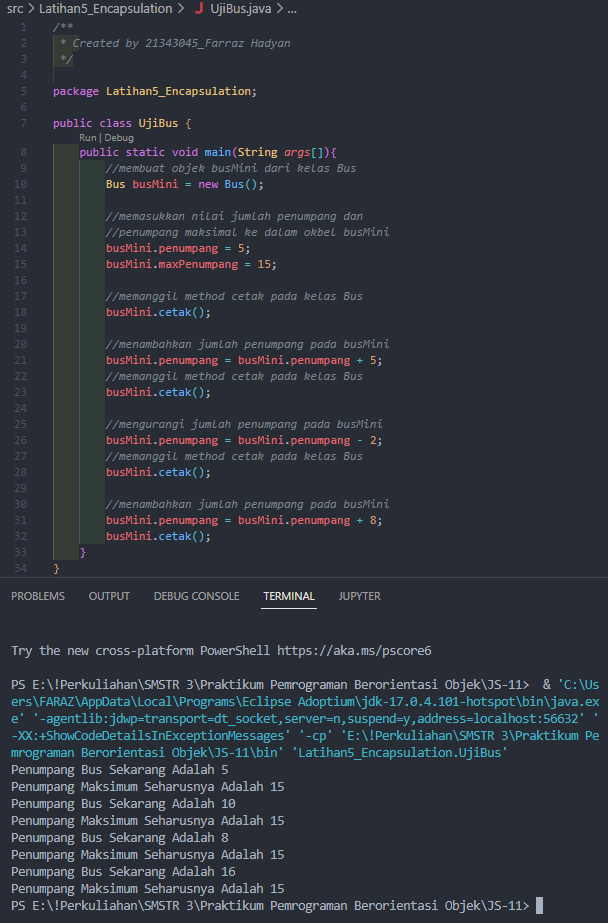 src > Latihan5_Encapsulation > J UjiBus.java > ...
1 /**
2 * Created by 21343045_Farraz Hadyan
3 */
4
5 package Latihan5_Encapsulation;
6
7 public class UjiBus {
Run | Debug
8 public static void main(String args[]){
9 //membuat objek busMini dari kelas Bus
10 Bus busMini = new Bus();
11
12 //memasukkan nilai jumlah penumpang dan
13 //penumpang maksimal ke dalam okbel busMini
14 busMini.penumpang = 5;
15 busMini.maxPenumpang = 15;
16
17 //memanggil method cetak pada kelas Bus
18 busMini.cetak();
19
20 //menambahkan jumlah penumpang pada busMini
21 busMini.penumpang = busMini.penumpang + 5;
22 //memanggil method cetak pada kelas Bus
23 busMini.cetak();
24
25 //mengurangi jumlah penumpang pada busMini
26 busMini.penumpang = busMini.penumpang - 2;
27 //memanggil method cetak pada kelas Bus
28 busMini.cetak();
29
30 //menambahkan jumlah penumpang pada busMini
31 busMini.penumpang = busMini.penumpang + 8;
32 busMini.cetak();
33 }
34 }
PROBLEMS OUTPUT DEBUG CONSOLE TERMINAL JUPYTER
Try the new cross-platform PowerShell https://aka.ms/pscore6
PS E:\!Perkuliahan\SMSTR 3\Praktikum Pemrograman Berorientasi Objek\JS-11> & 'C:\Us
ers\FARAZ\AppData\Local\Programs\Eclipse Adoptium\jdk-17.0.4.101-hotspot\bin\java.ex
e' '-agentlib:jdwp=transport=dt_socket,server=n,suspend=y,address=localhost:56632' '
-XX:+ShowCodeDetailsInExceptionMessages' '-cp' 'E:\!Perkuliahan\SMSTR 3\Praktikum Pe
mrograman Berorientasi Objek\JS-11\bin' 'Latihan5_Encapsulation.UjiBus'
Penumpang Bus Sekarang Adalah 5
Penumpang Maksimum Seharusnya Adalah 15
Penumpang Bus Sekarang Adalah 10
Penumpang Maksimum Seharusnya Adalah 15
Penumpang Bus Sekarang Adalah 8
Penumpang Maksimum Seharusnya Adalah 15
Penumpang Bus Sekarang Adalah 16
Penumpang Maksimum Seharusnya Adalah 15
PS E:\!Perkuliahan\SMSTR 3\Praktikum Pemrograman Berorientasi Objek\JS-11>